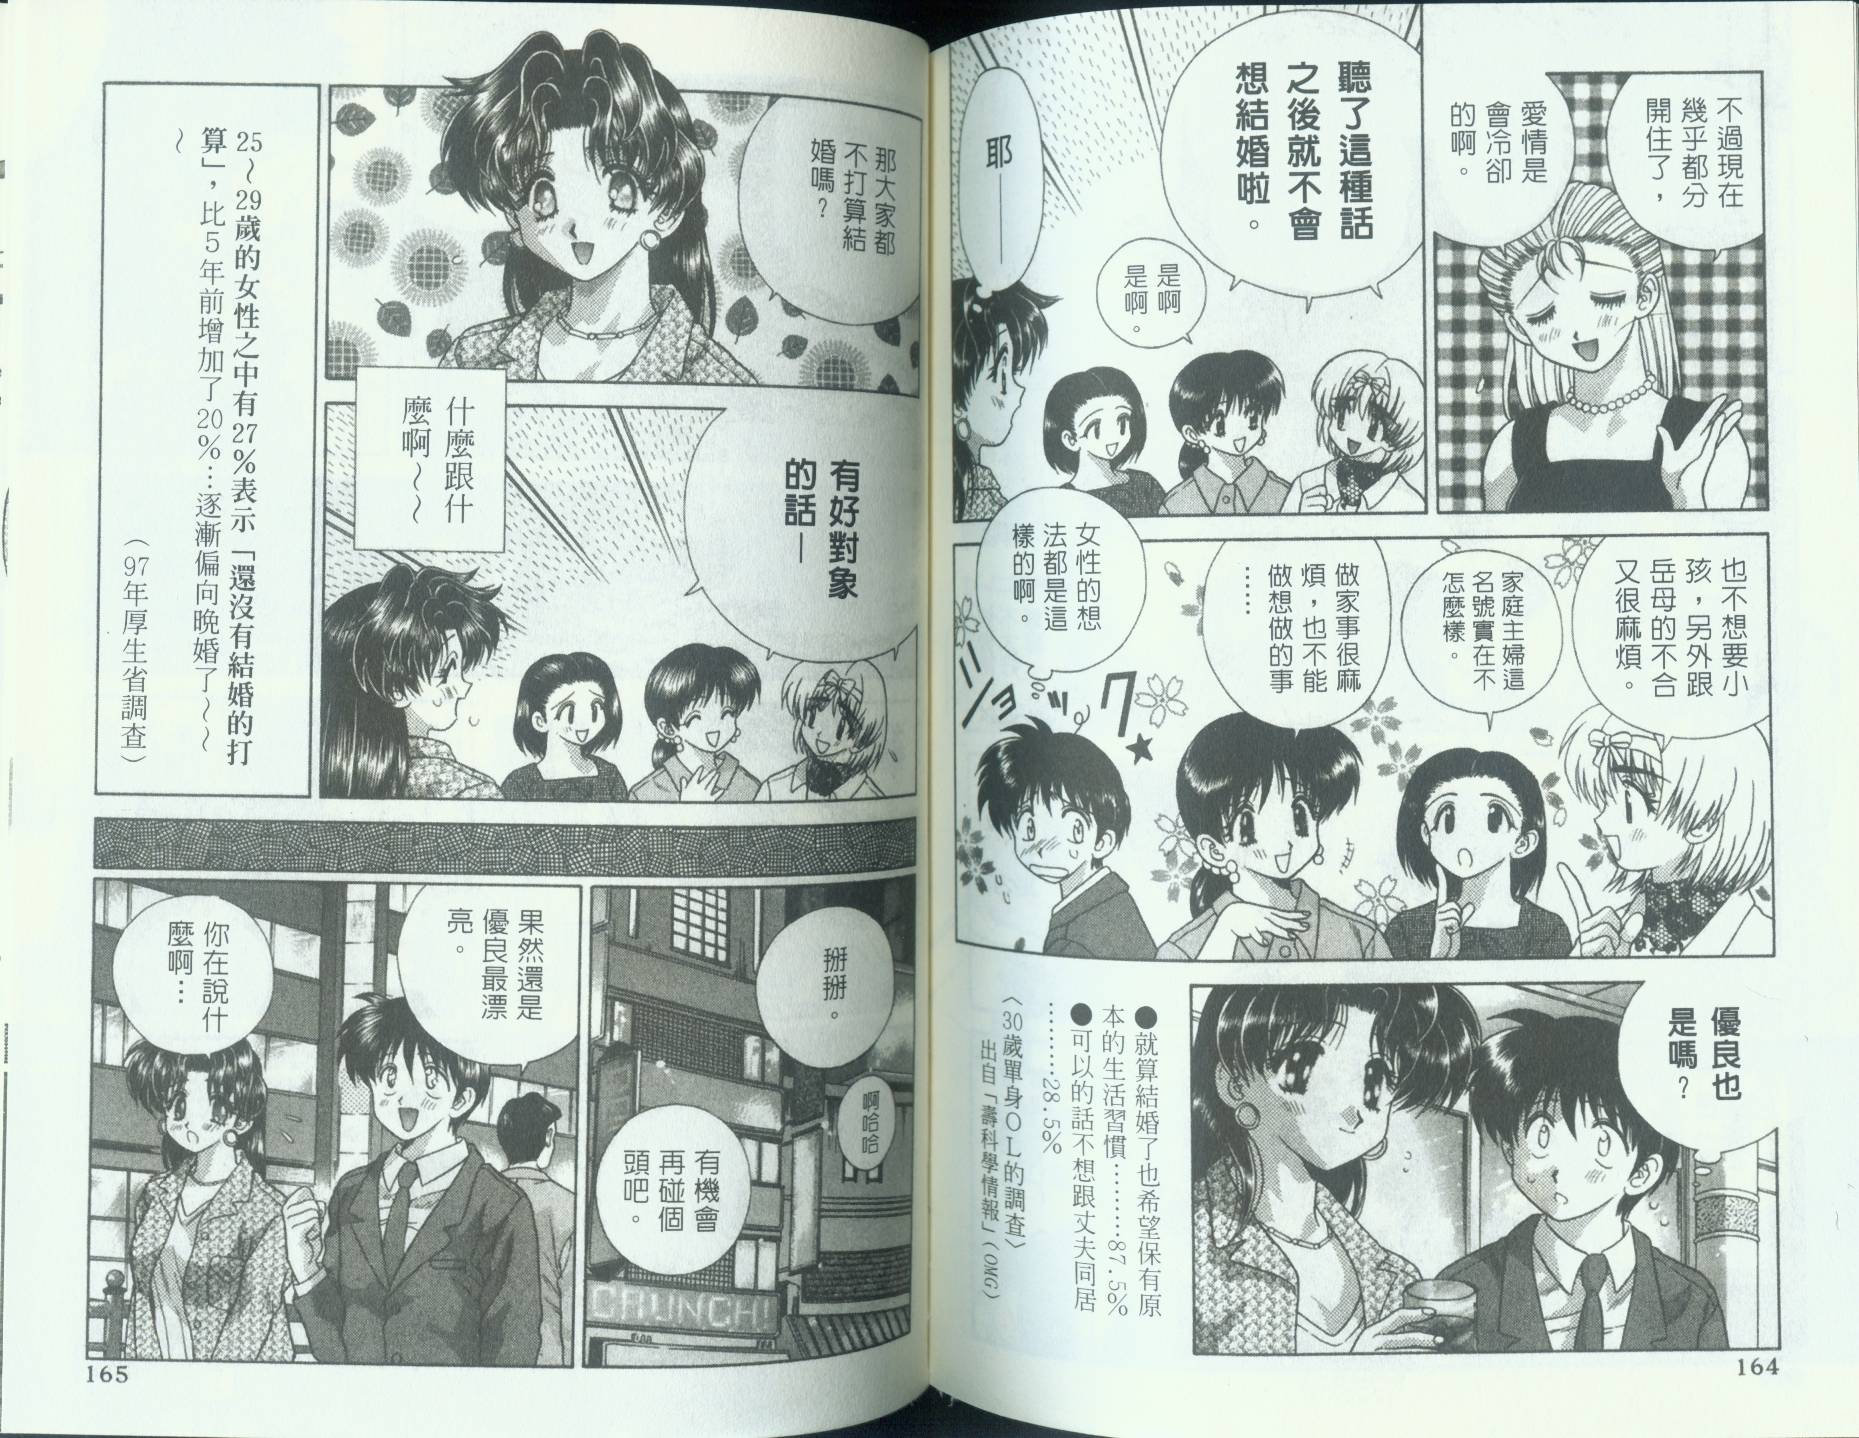 不過現在
幾乎都分
開住了，
愛情是
會冷卻
的啊。
聽了這種話
之後就不會
想結婚啦。
耶——
是啊
是啊。
也不想要小
孩，另外跟
岳母的不合
又很麻煩。
家庭主婦這
名號實在不
怎麼樣。
做家事很麻
煩，也不能
做想做的事
……
女性的想
法都是這
樣的啊。
ショック★
優良也
是嗎？
●就算結婚了也希望保有原
本的生活習慣………87.5%
●可以的話不想跟丈夫同居
………28.5%
〈30歲單身OL的調查〉
出自「壽科學情報」（OMG）
164
那大家都
不打算結
婚嗎？
有好對象
的話—
什麼跟什
麼啊～～
25～29歲的女性之中有27%表示「還沒有結婚的打
算」，比5年前增加了20%…逐漸偏向晚婚了～～
～
（97年厚生省調查）
掰掰。
啊哈哈
有機會
再碰個
頭吧。
CRUNCH!
果然還是
優良最漂
亮。
你在說什
麼啊…
165